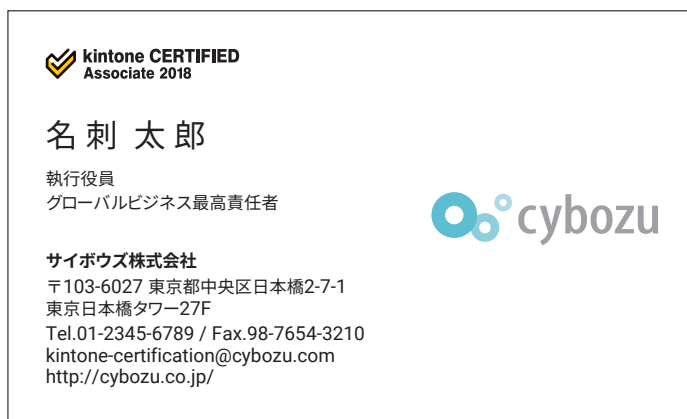 kintone CERTIFIED
Associate 2018
名刺 太郎
執行役員
グローバルビジネス最高責任者
cybozu
サイボウズ株式会社
〒103-6027 東京都中央区日本橋2-7-1
東京日本橋タワー27F
Tel.01-2345-6789 / Fax.98-7654-3210
kintone-certification@cybozu.com
http://cybozu.co.jp/